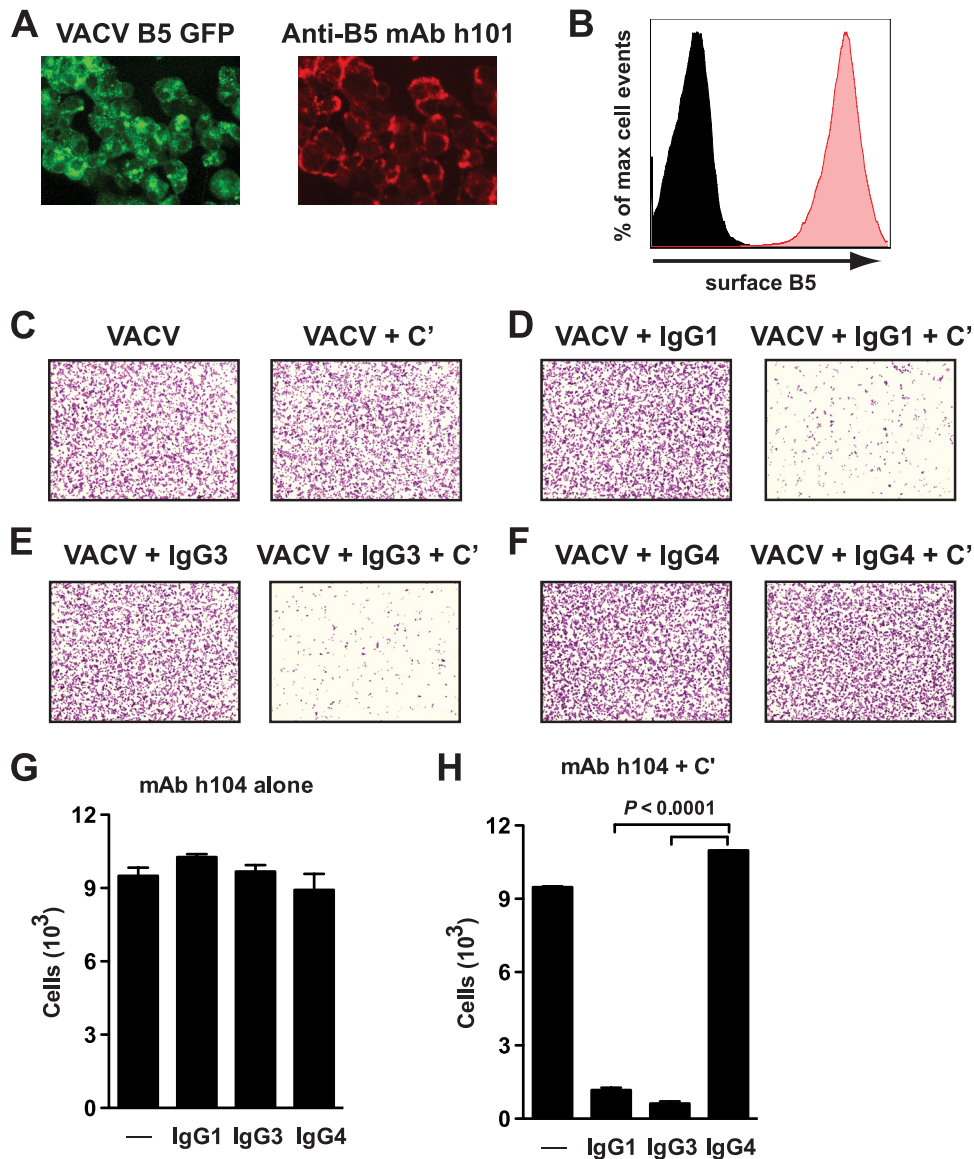 A
VACV B5 GFP
Anti-B5 mAb h101
B
% of max cell events
surface B5
C
VACV
VACV + C'
D
VACV + IgG1
VACV + IgG1 + C'
E
VACV + IgG3
VACV + IgG3 + C'
F
VACV + IgG4
VACV + IgG4 + C'
G
mAb h104 alone
Cells (10³)
12
9
6
3
0
— IgG1 IgG3 IgG4
H
mAb h104 + C'
P < 0.0001
Cells (10³)
12
9
6
3
0
— IgG1 IgG3 IgG4